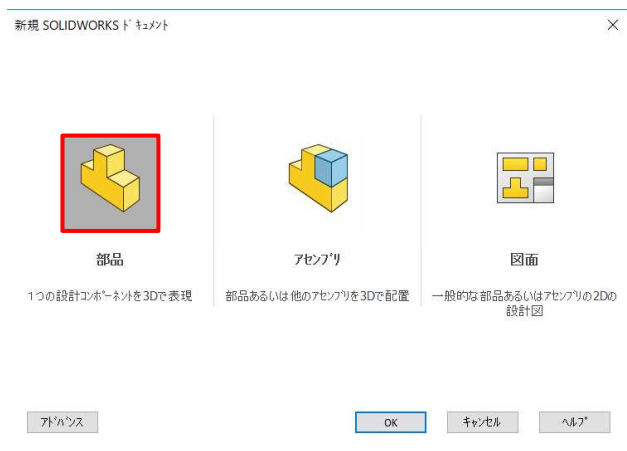 新規 SOLIDWORKS ﾄﾞｷｭﾒﾝﾄ
部品
ｱｾﾝﾌﾞﾘ
図面
1つの設計ｺﾝﾎﾟｰﾈﾝﾄを3Dで表現
部品あるいは他のｱｾﾝﾌﾞﾘを3Dで配置
一般的な部品あるいはｱｾﾝﾌﾞﾘの2Dの
設計図
ｱﾄﾞﾊﾞﾝｽ
OK
ｷｬﾝｾﾙ
ﾍﾙﾌﾟ